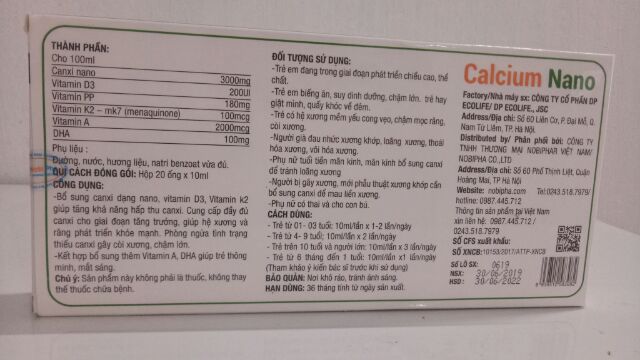 THÀNH PHẦN:
Cho 100ml
Canxi nano 3000mg
Vitamin D3 200UI
Vitamin PP 180mg
Vitamin K2 – mk7 (menaquinone) 100mcg
Vitamin A 2000mcg
DHA 100mg
Phụ liệu :
Đường, nước, hương liệu, natri benzoat vừa đủ.
QUI CÁCH ĐÓNG GÓI: Hộp 20 ống x 10ml
CÔNG DỤNG:
-Bổ sung canxi dạng nano, vitamin D3, Vitamin k2
giúp tăng khả năng hấp thu canxi. Cung cấp đầy đủ
canxi cho giai đoạn tăng trưởng, giúp hệ xương và
răng phát triển khỏe mạnh. Phòng ngừa tình trạng
thiếu canxi gây còi xương, chậm lớn.
-Kết hợp bổ sung thêm Vitamin A, DHA giúp trẻ thông
minh, mắt sáng.
Chú ý: Sản phẩm này không phải là thuốc, không thay
thế thuốc chữa bệnh.
ĐỐI TƯỢNG SỬ DỤNG:
-Trẻ em đang trong giai đoạn phát triển chiều cao, thể
chất.
-Trẻ em biếng ăn, suy dinh dưỡng, chậm lớn. trẻ hay
giật mình, quấy khóc về đêm.
-Trẻ có hệ xương mềm yếu cong vẹo, chậm mọc răng,
còi xương.
-Người già đau nhức xương khớp, loãng xương, thoái
hóa xương, vôi hóa xương.
-Phụ nữ tuổi tiền mãn kinh, mãn kinh bổ sung canxi
để tránh loãng xương
-Người bị gãy xương, mới phẫu thuật xương khớp cần
bổ sung canxi để mau liền xương.
-Phụ nữ có thai và cho con bú.
CÁCH DÙNG:
- Trẻ từ 01- 03 tuổi: 10ml/lần x 1-2 lần/ngày
- Trẻ từ 4- 9 tuổi: 10ml/lần x 2 lần/ngày
- Trẻ trên 10 tuổi và người lớn: 10ml/lần x 3 lần/ngày
- Trẻ từ 6 tháng đến 1 tuổi: 10ml/lần x1 lần/ngày
(Tham khảo ý kiến bác sĩ trước khi sử dụng)
BẢO QUẢN: Nơi khô ráo, tránh ánh sáng.
HẠN DÙNG: 36 tháng tính từ ngày sản xuất.
Calcium Nano
Factory/Nhà máy sx: CÔNG TY CỔ PHẦN DP
ECOLIFE/ DP ECOLIFE., JSC
Address/Địa chỉ: Số 60 Liên Cơ, P. Đại Mỗ, Q.
Nam Từ Liêm, TP. Hà Nội.
Distributed by/ Phân phối bởi: CÔNG TY
TNHH THƯƠNG MẠI NOBIPHAR VIỆT NAM/
NOBIPHA CO.,LTD
Address/Địa chỉ: Số 60 Phố Thịnh Liệt, Quận
Hoàng Mai, TP Hà Nội
Website: nobipha.com Tel:0243.518.7979/
hotline: 0987.445.712
Thông tin sản phẩm tại Việt Nam
xin liên hệ: 0987.445.712 /
0243.518.7979
SỐ CFS xuất khẩu:
SỐ XNCB:10153/2017/ATTP-XNCB
SỐ LÔ SX: 0619
NSX: 30/06/2019
HSD: 30/06/2022